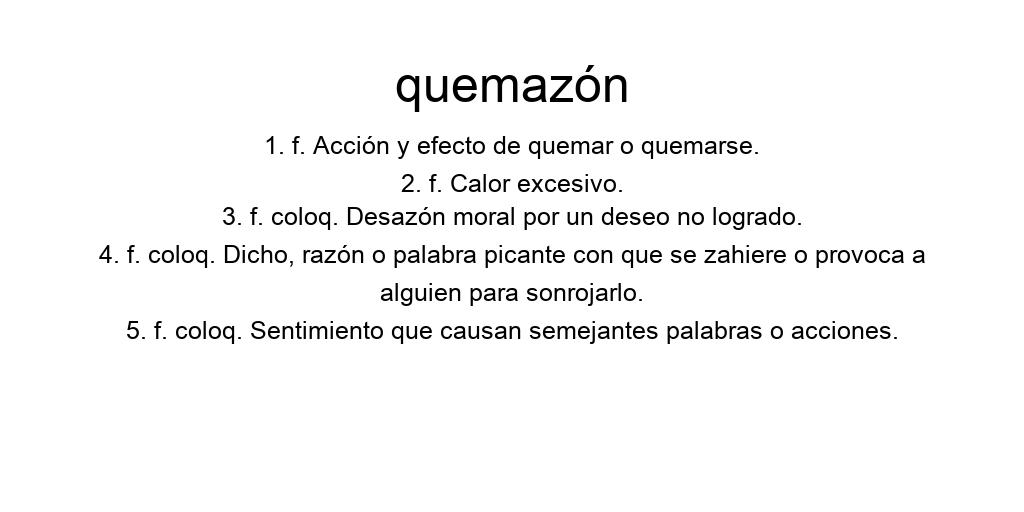 quemazón
1. f. Acción y efecto de quemar o quemarse.
2. f. Calor excesivo.
3. f. coloq. Desazón moral por un deseo no logrado.
4. f. coloq. Dicho, razón o palabra picante con que se zahiere o provoca a
alguien para sonrojarlo.
5. f. coloq. Sentimiento que causan semejantes palabras o acciones.